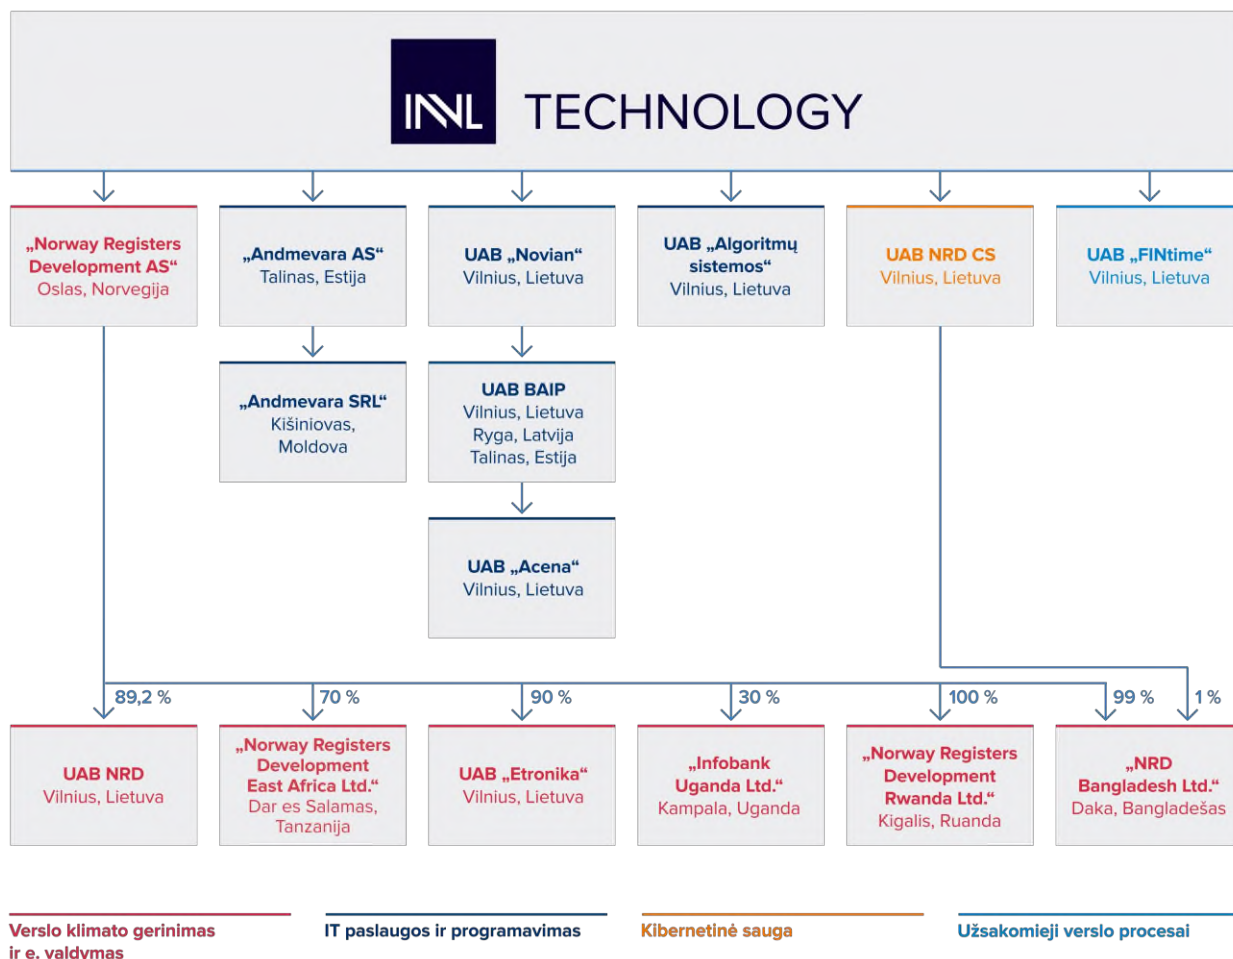 INVL TECHNOLOGY
„Norway Registers
Development AS“
Oslas, Norvegija
„Andmevara AS“
Talinas, Estija
UAB „Novian“
Vilnius, Lietuva
UAB „Algoritmų
sistemos“
Vilnius, Lietuva
UAB NRD CS
Vilnius, Lietuva
UAB „FINtime“
Vilnius, Lietuva
„Andmevara SRL“
Kišiniovas,
Moldova
UAB BAIP
Vilnius, Lietuva
Ryga, Latvija
Talinas, Estija
UAB „Acena“
Vilnius, Lietuva
89,2 %
70 %
90 %
30 %
100 %
99 %
1 %
UAB NRD
Vilnius, Lietuva
„Norway Registers
Development
East Africa Ltd.“
Dar es Salamas,
Tanzanija
UAB „Etronika“
Vilnius, Lietuva
„Infobank
Uganda Ltd.“
Kampala, Uganda
„Norway Registers
Development
Rwanda Ltd.“
Kigalis, Ruanda
„NRD
Bangladesh Ltd.“
Daka, Bangladešas
Verslo klimato gerinimas
ir e. valdymas
IT paslaugos ir programavimas
Kibernetinė sauga
Užsakomieji verslo procesai